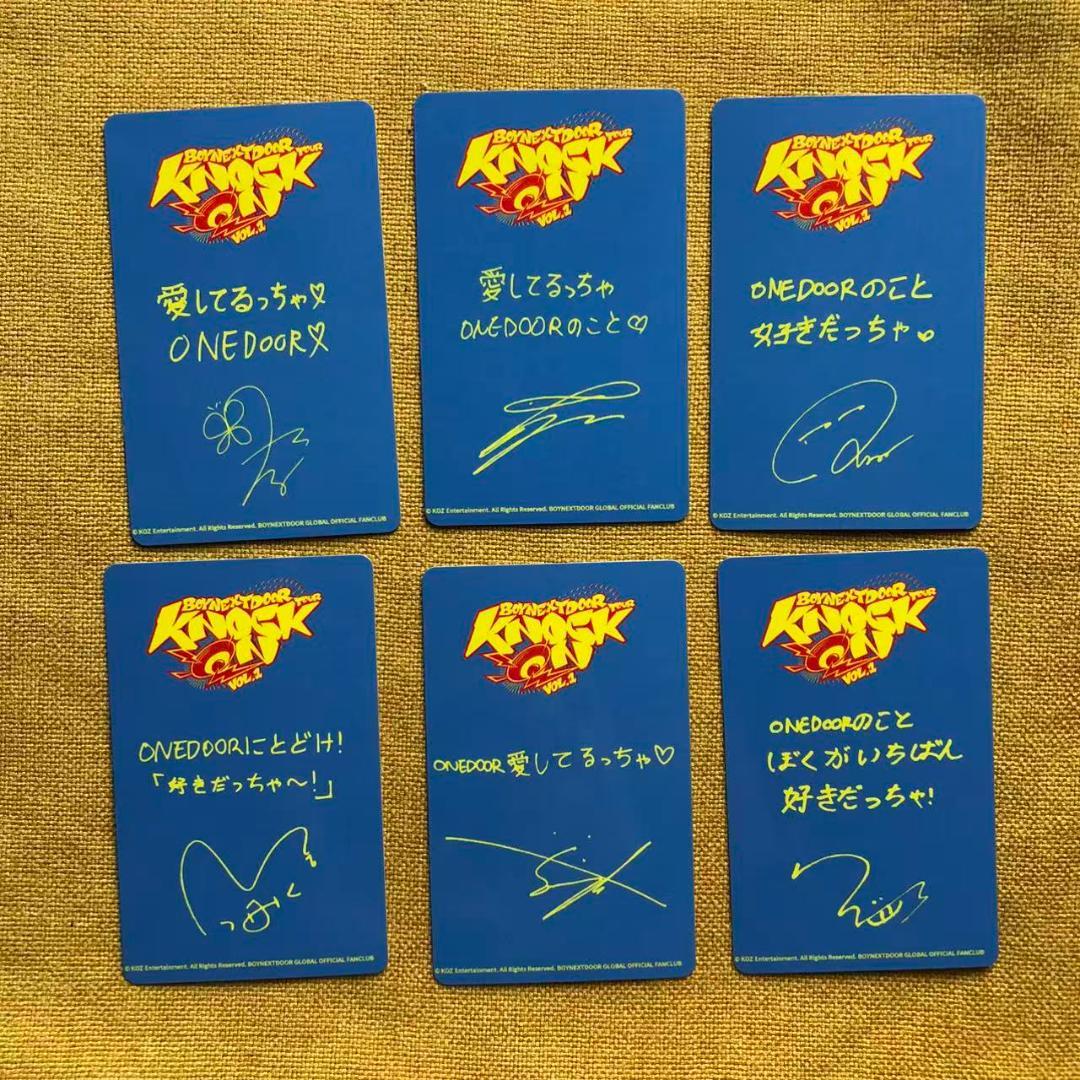 BOYNEXTDOOR TOUR
KNOCK
ON
VOL.1
愛してるっちゃ♡
ONEDOOR♡
© KOZ Entertainment. All Rights Reserved. BOYNEXTDOOR GLOBAL OFFICIAL FANCLUB
BOYNEXTDOOR TOUR
KNOCK
ON
VOL.1
愛してるっちゃ
ONEDOORのこと♡
© KOZ Entertainment. All Rights Reserved. BOYNEXTDOOR GLOBAL OFFICIAL FANCLUB
BOYNEXTDOOR TOUR
KNOCK
ON
VOL.1
ONEDOORのこと
好きだっちゃ♥
© KOZ Entertainment. All Rights Reserved. BOYNEXTDOOR GLOBAL OFFICIAL FANCLUB
BOYNEXTDOOR TOUR
KNOCK
ON
VOL.1
ONEDOORにとどけ!
「好きだっちゃ〜!」
© KOZ Entertainment. All Rights Reserved. BOYNEXTDOOR GLOBAL OFFICIAL FANCLUB
BOYNEXTDOOR TOUR
KNOCK
ON
VOL.1
ONEDOOR愛してるっちゃ♡
© KOZ Entertainment. All Rights Reserved. BOYNEXTDOOR GLOBAL OFFICIAL FANCLUB
BOYNEXTDOOR TOUR
KNOCK
ON
VOL.1
ONEDOORのこと
ぼくがいちばん
好きだっちゃ!
© KOZ Entertainment. All Rights Reserved. BOYNEXTDOOR GLOBAL OFFICIAL FANCLUB